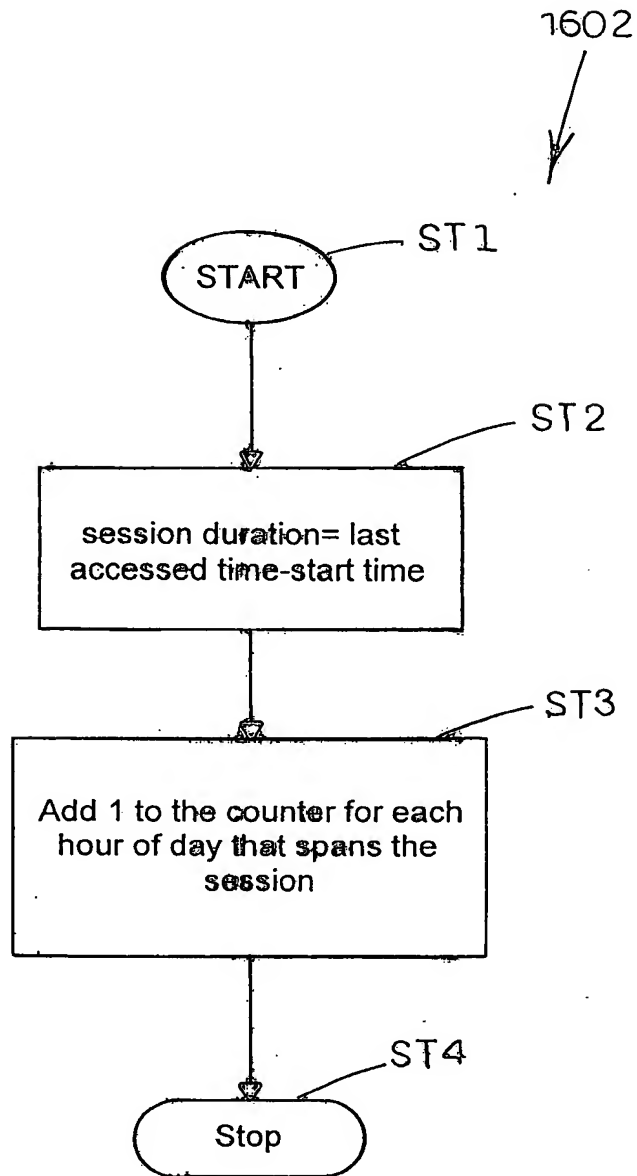 1602
ST1
START
ST2
session duration= last
accessed time-start time
ST3
Add 1 to the counter for each
hour of day that spans the
session
ST4
Stop